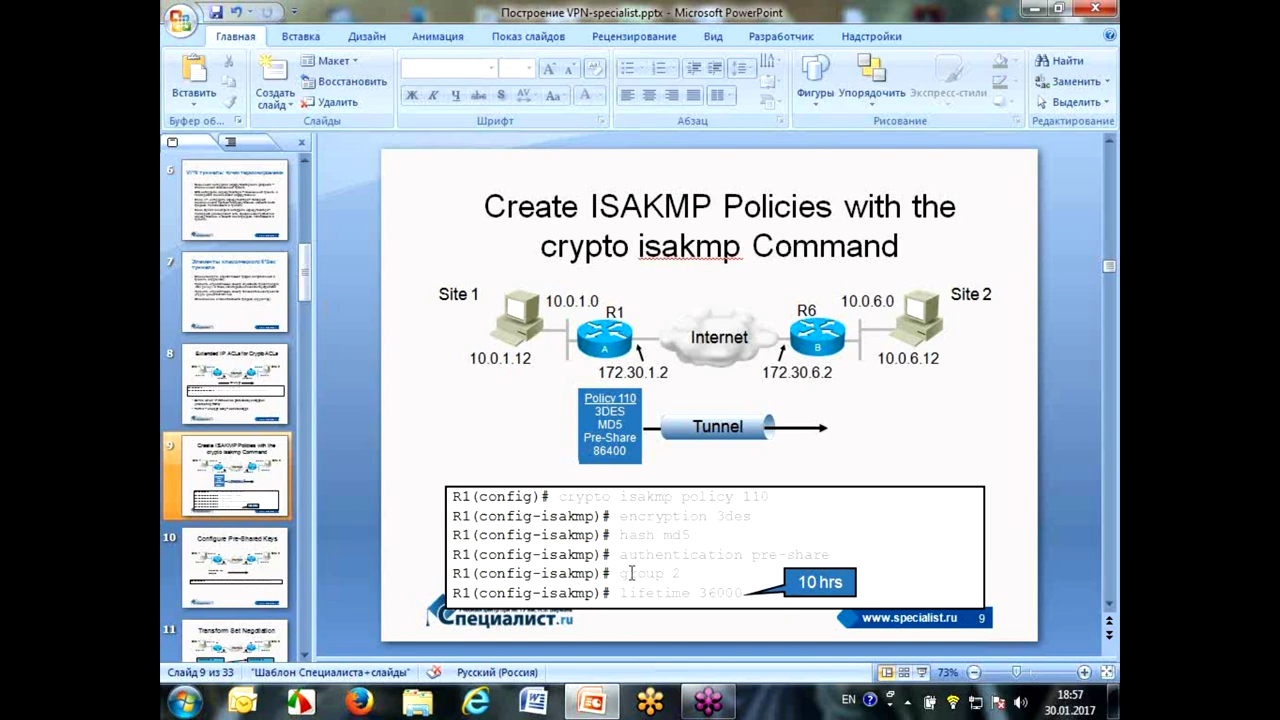 Построение VPN-specialist.pptx - Microsoft PowerPoint
Главная Вставка Дизайн Анимация Показ слайдов Рецензирование Вид Разработчик Надстройки
Вставить
Буфер об...
Создать слайд
Макет
Восстановить
Удалить
Слайды
Шрифт
Абзац
Фигуры Упорядочить Экспресс-стили
Рисование
Найти
Заменить
Выделить
Редактирование
6
7
8
Extended IP ACLs for Crypto ACLs
9
Create ISAKMP Policies with the
crypto isakmp Command
10
Configure Pre-Shared Keys
11
Transform Set Negotiation
Create ISAKMP Policies with the
crypto isakmp Command
Site 1
10.0.1.0
R1
A
10.0.1.12
172.30.1.2
Internet
R6
B
10.0.6.0
Site 2
172.30.6.2
10.0.6.12
Policy 110
3DES
MD5
Pre-Share
86400
Tunnel
R1(config)# crypto isakmp policy 110
R1(config-isakmp)# encryption 3des
R1(config-isakmp)# hash md5
R1(config-isakmp)# authentication pre-share
R1(config-isakmp)# group 2
R1(config-isakmp)# lifetime 36000
10 hrs
Специалист.ru
www.specialist.ru 9
Слайд 9 из 33 "Шаблон Специалиста+слайды" Русский (Россия) 73%
EN 18:57
30.01.2017